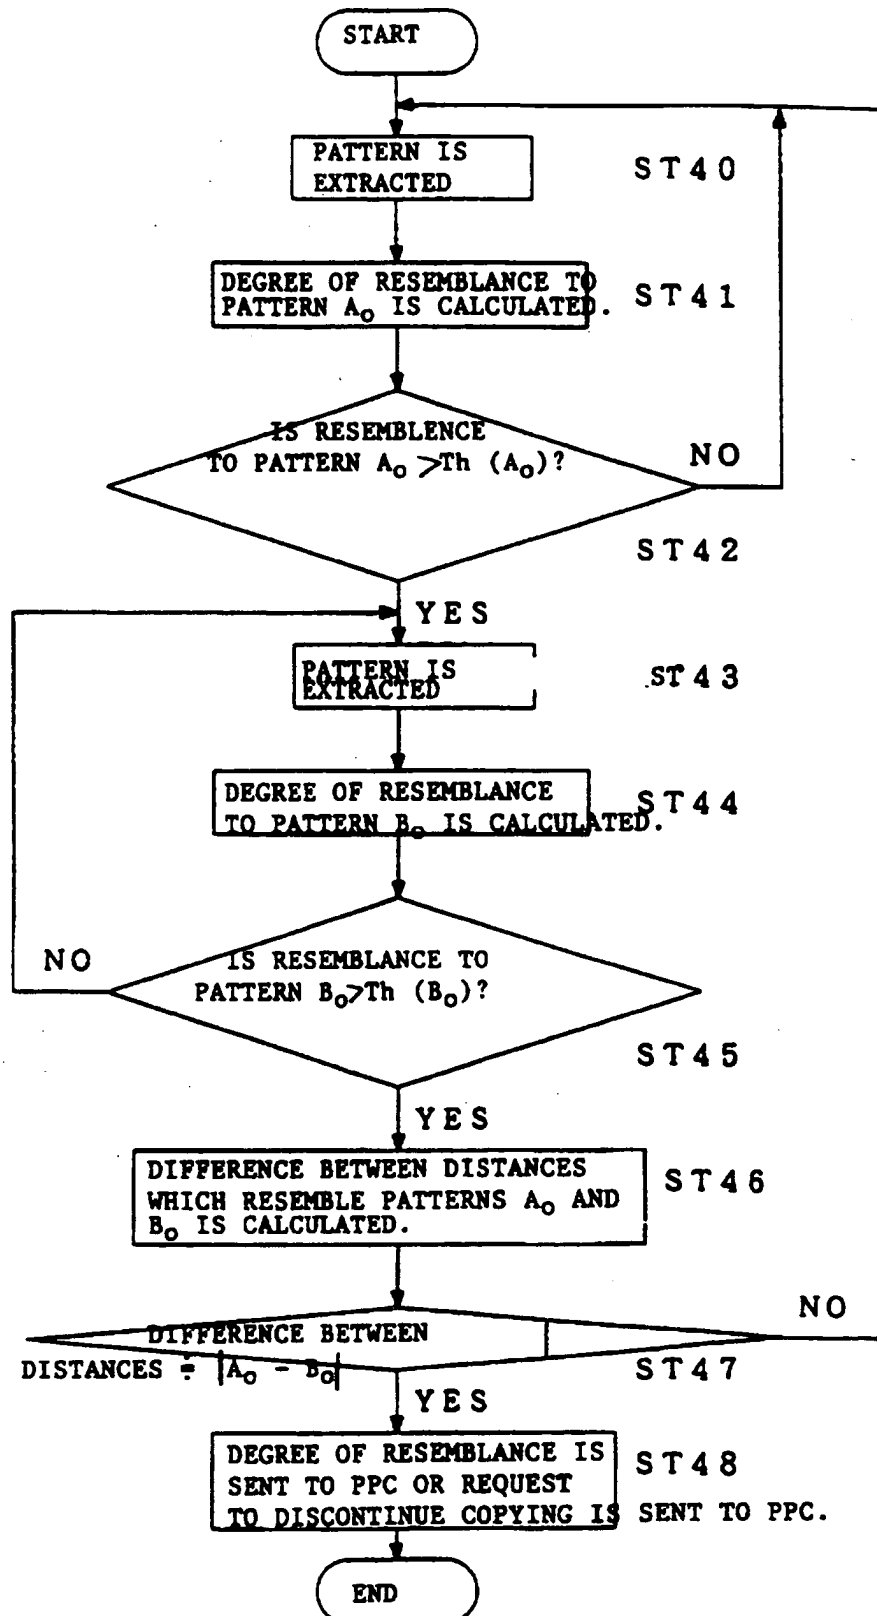 START
PATTERN IS
EXTRACTED
ST40
DEGREE OF RESEMBLANCE TO
PATTERN A₀ IS CALCULATED.
ST41
IS RESEMBLENCE
TO PATTERN A₀ >Th (A₀)?
NO
ST42
YES
PATTERN IS
EXTRACTED
ST43
DEGREE OF RESEMBLANCE
TO PATTERN B₀ IS CALCULATED.
ST44
NO
IS RESEMBLANCE TO
PATTERN B₀>Th (B₀)?
ST45
YES
DIFFERENCE BETWEEN DISTANCES
WHICH RESEMBLE PATTERNS A₀ AND
B₀ IS CALCULATED.
ST46
NO
DIFFERENCE BETWEEN
DISTANCES ≑ |A₀ - B₀|
ST47
YES
DEGREE OF RESEMBLANCE IS
SENT TO PPC OR REQUEST
TO DISCONTINUE COPYING IS SENT TO PPC.
ST48
END